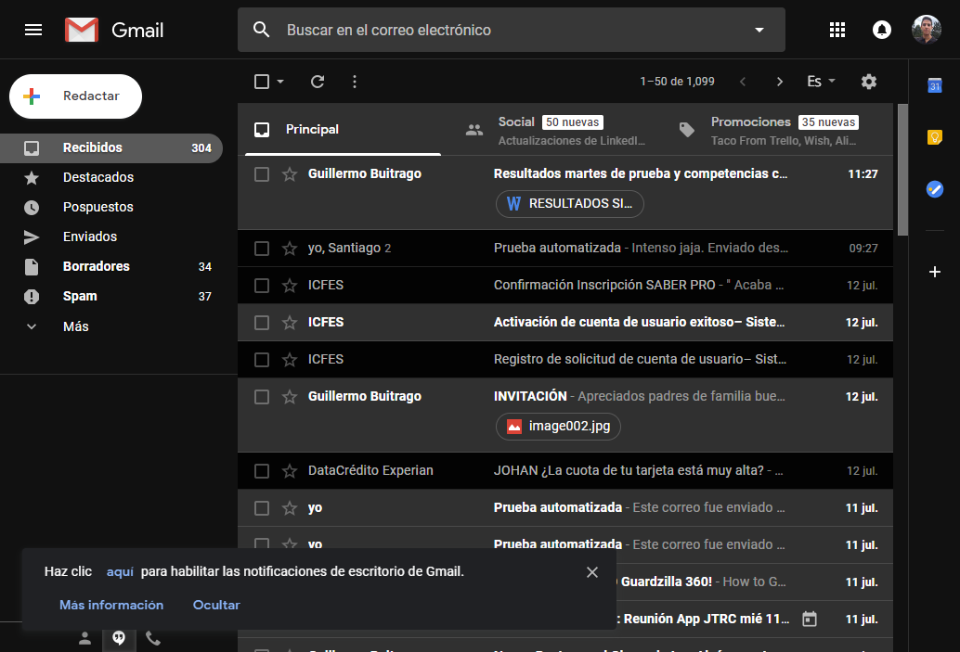 Gmail
Buscar en el correo electrónico
Redactar
1–50 de 1,099
Es
31
Recibidos 304
Destacados
Pospuestos
Enviados
Borradores 34
Spam 37
Más
Principal
Social 50 nuevas
Actualizaciones de LinkedI...
Promociones 35 nuevas
Taco From Trello, Wish, Ali...
Guillermo Buitrago Resultados martes de prueba y competencias c... 11:27
W RESULTADOS SI...
yo, Santiago 2 Prueba automatizada - Intenso jaja. Enviado des... 09:27
ICFES Confirmación Inscripción SABER PRO - " Acaba ... 12 jul.
ICFES Activación de cuenta de usuario exitoso– Siste... 12 jul.
ICFES Registro de solicitud de cuenta de usuario– Sist... 12 jul.
Guillermo Buitrago INVITACIÓN - Apreciados padres de familia bue... 12 jul.
image002.jpg
DataCrédito Experian JOHAN ¿La cuota de tu tarjeta está muy alta? - ... 12 jul.
yo Prueba automatizada - Este correo fue enviado ... 11 jul.
yo Prueba automatizada - Este correo fue enviado ... 11 jul.
Guardzilla 360! - How to G... 11 jul.
: Reunión App JTRC mié 11... 11 jul.
Haz clic aquí para habilitar las notificaciones de escritorio de Gmail.
Más información Ocultar